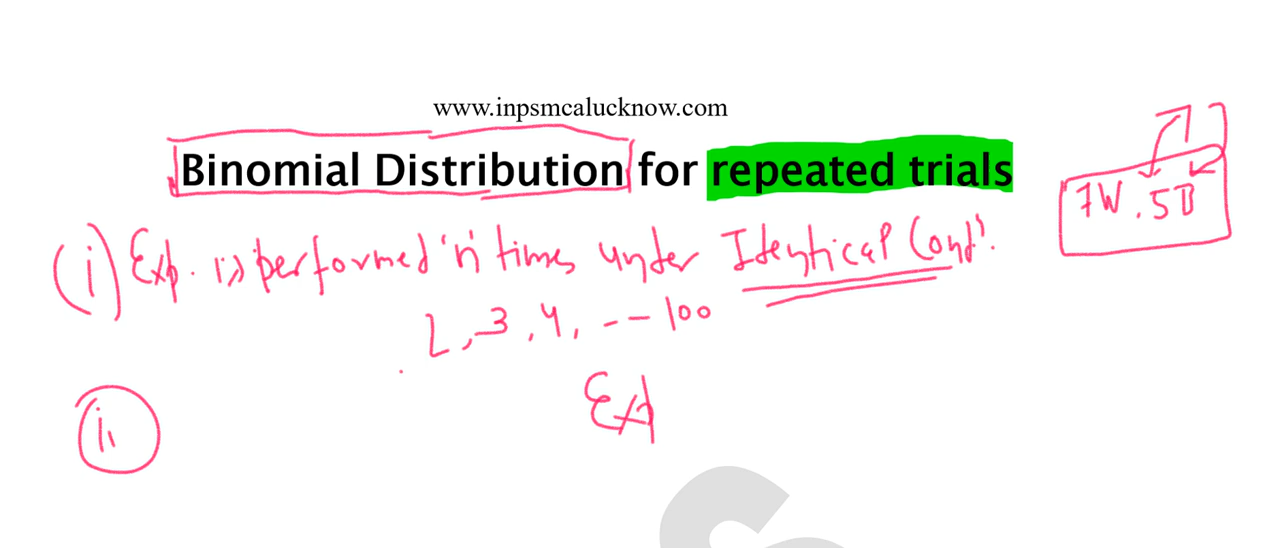 www.inpsmcalucknow.com
Binomial Distribution for repeated trials
7W. 5B
(i) Exp. is performed 'n' times under Identical Cond'.
2, 3, 4, -- 100
Exp
ii